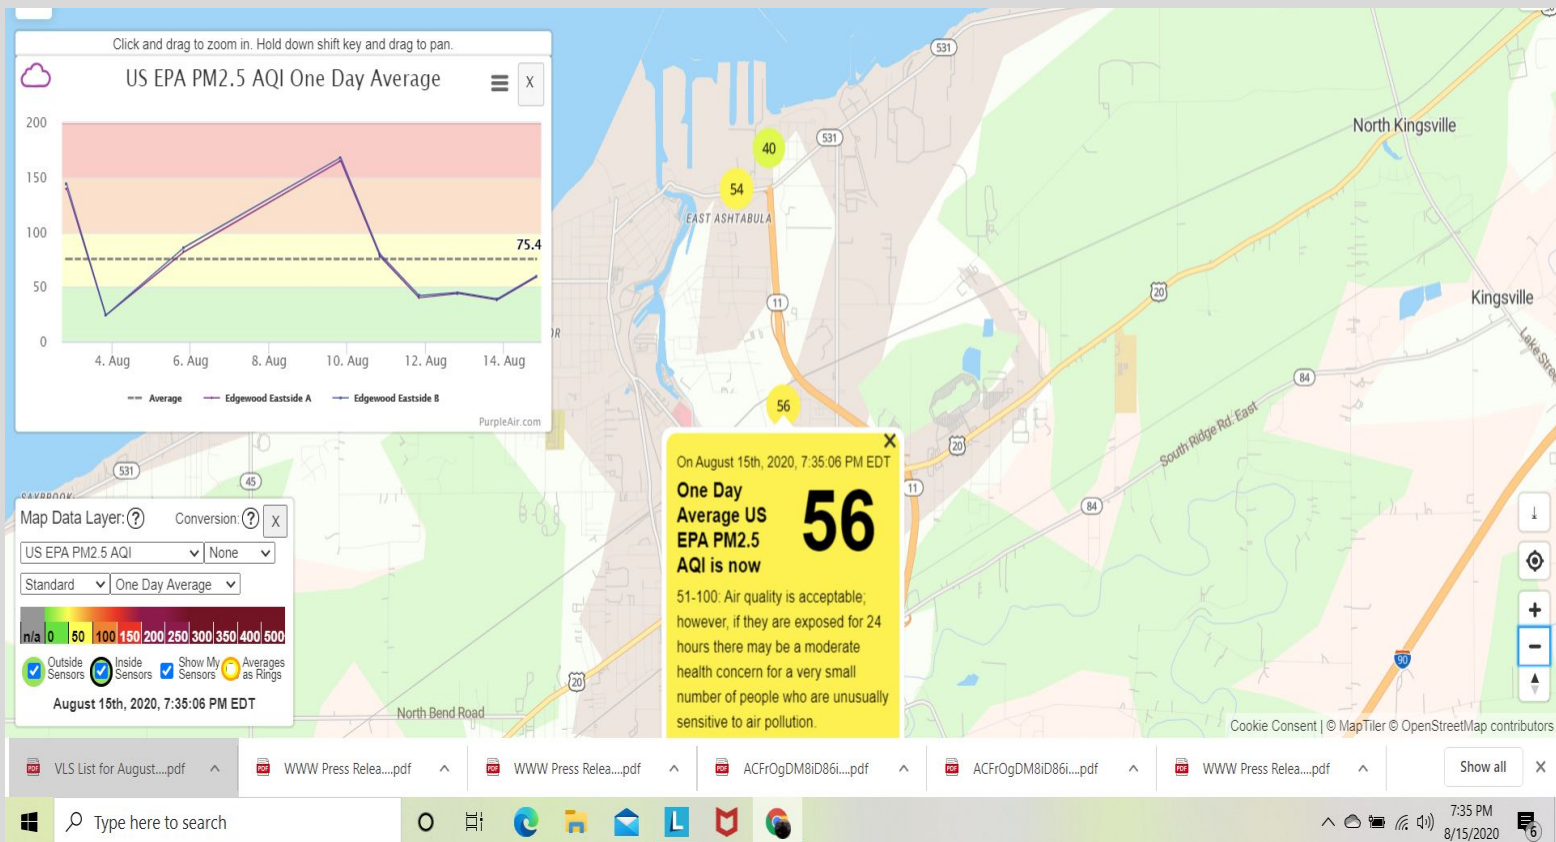 Click and drag to zoom in. Hold down shift key and drag to pan.
US EPA PM2.5 AQI One Day Average
X
200
150
100
50
0
75.4
4. Aug 6. Aug 8. Aug 10. Aug 12. Aug 14. Aug
Average Edgewood Eastside A Edgewood Eastside B
PurpleAir.com
531
531
40
54
EAST ASHTABULA
North Kingsville
20
11
Kingsville
Lake Stree
84
56
20
South Ridge Rd. East
11
84
531
45
SAYBROOK
OR
90
20
North Bend Road
Map Data Layer: ? Conversion: ? X
US EPA PM2.5 AQI None
Standard One Day Average
n/a 0 50 100 150 200 250 300 350 400 500
Outside Sensors
Inside Sensors
Show My Sensors
Averages as Rings
August 15th, 2020, 7:35:06 PM EDT
X
On August 15th, 2020, 7:35:06 PM EDT
One Day
Average US
EPA PM2.5
AQI is now
56
51-100: Air quality is acceptable;
however, if they are exposed for 24
hours there may be a moderate
health concern for a very small
number of people who are unusually
sensitive to air pollution.
Cookie Consent | © MapTiler © OpenStreetMap contributors
VLS List for August....pdf WWW Press Relea....pdf WWW Press Relea....pdf ACFrOgDM8iD86i....pdf ACFrOgDM8iD86i....pdf WWW Press Relea....pdf Show all X
Type here to search
7:35 PM
8/15/2020
6